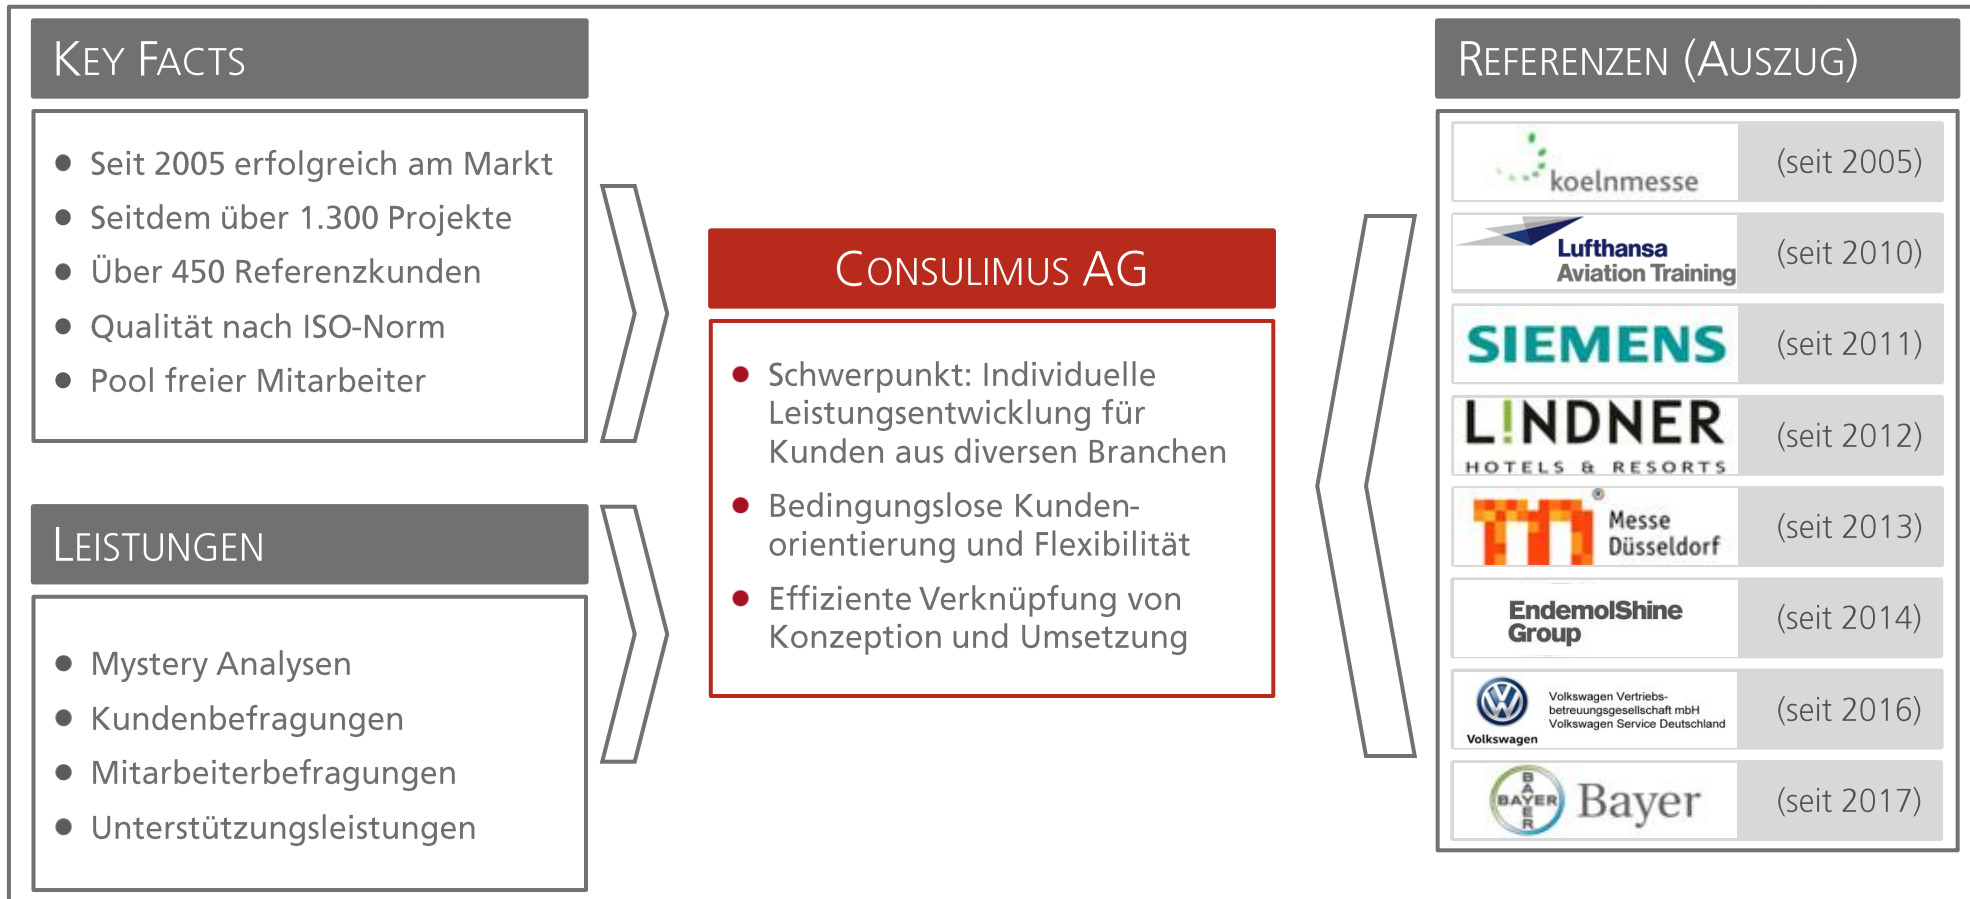 KEY FACTS
● Seit 2005 erfolgreich am Markt
● Seitdem über 1.300 Projekte
● Über 450 Referenzkunden
● Qualität nach ISO-Norm
● Pool freier Mitarbeiter
LEISTUNGEN
● Mystery Analysen
● Kundenbefragungen
● Mitarbeiterbefragungen
● Unterstützungsleistungen
CONSULIMUS AG
● Schwerpunkt: Individuelle
Leistungsentwicklung für
Kunden aus diversen Branchen
● Bedingungslose Kunden-
orientierung und Flexibilität
● Effiziente Verknüpfung von
Konzeption und Umsetzung
REFERENZEN (AUSZUG)
koelnmesse
(seit 2005)
Lufthansa
Aviation Training
(seit 2010)
SIEMENS
(seit 2011)
L!NDNER
HOTELS & RESORTS
(seit 2012)
®
Messe
Düsseldorf
(seit 2013)
EndemolShine
Group
(seit 2014)
Volkswagen Vertriebs-
betreuungsgesellschaft mbH
Volkswagen Service Deutschland
Volkswagen
(seit 2016)
BAYER
BAYER
Bayer
(seit 2017)